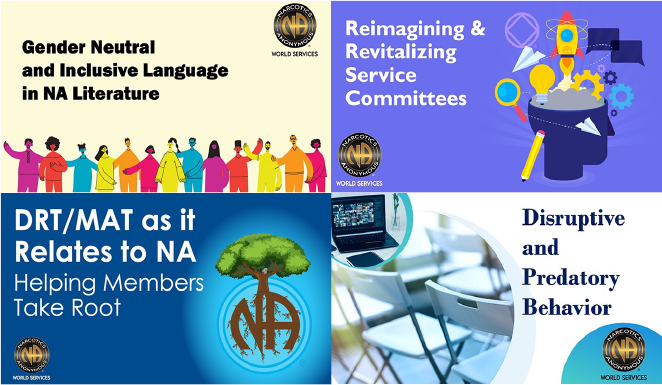 Gender Neutral
and Inclusive Language
in NA Literature
NARCOTICS
NA
ANONYMOUS
WORLD SERVICES
Reimagining &
Revitalizing
Service
Committees
NARCOTICS
NA
ANONYMOUS
WORLD SERVICES
DRT/MAT as it
Relates to NA
Helping Members
Take Root
NA
NARCOTICS
NA
ANONYMOUS
WORLD SERVICES
Disruptive
and
Predatory
Behavior
NARCOTICS
NA
ANONYMOUS
WORLD SERVICES